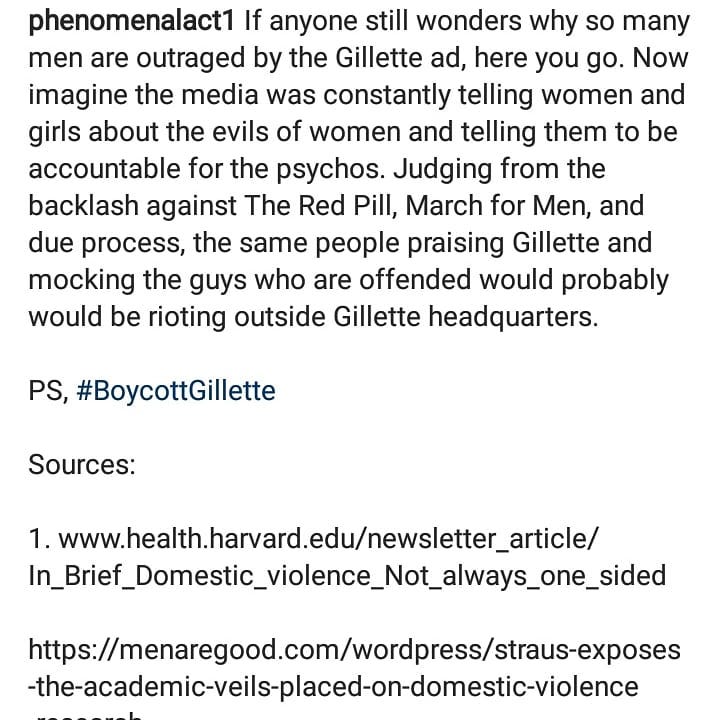 phenomenalact1 If anyone still wonders why so many
men are outraged by the Gillette ad, here you go. Now
imagine the media was constantly telling women and
girls about the evils of women and telling them to be
accountable for the psychos. Judging from the
backlash against The Red Pill, March for Men, and
due process, the same people praising Gillette and
mocking the guys who are offended would probably
would be rioting outside Gillette headquarters.
PS, #BoycottGillette
Sources:
1. www.health.harvard.edu/newsletter_article/
In_Brief_Domestic_violence_Not_always_one_sided
https://menaregood.com/wordpress/straus-exposes
-the-academic-veils-placed-on-domestic-violence
-research